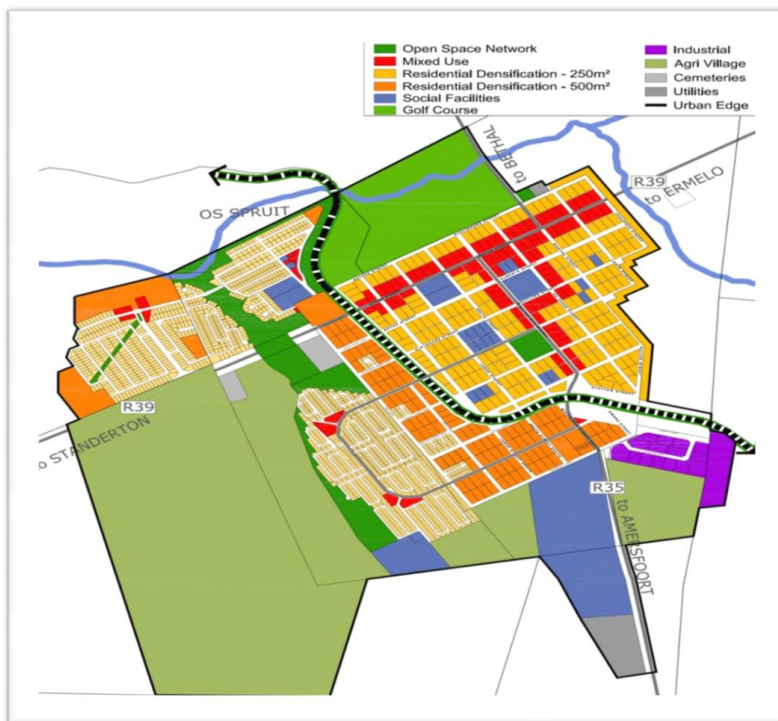 Open Space Network
Mixed Use
Residential Densification - 250m²
Residential Densification - 500m²
Social Facilities
Golf Course
Industrial
Agri Village
Cemeteries
Utilities
Urban Edge
to BETHAL
R39
to ERMELO
OS SPRUIT
R39
o STANDERTON
R35
to AMERSFOORT